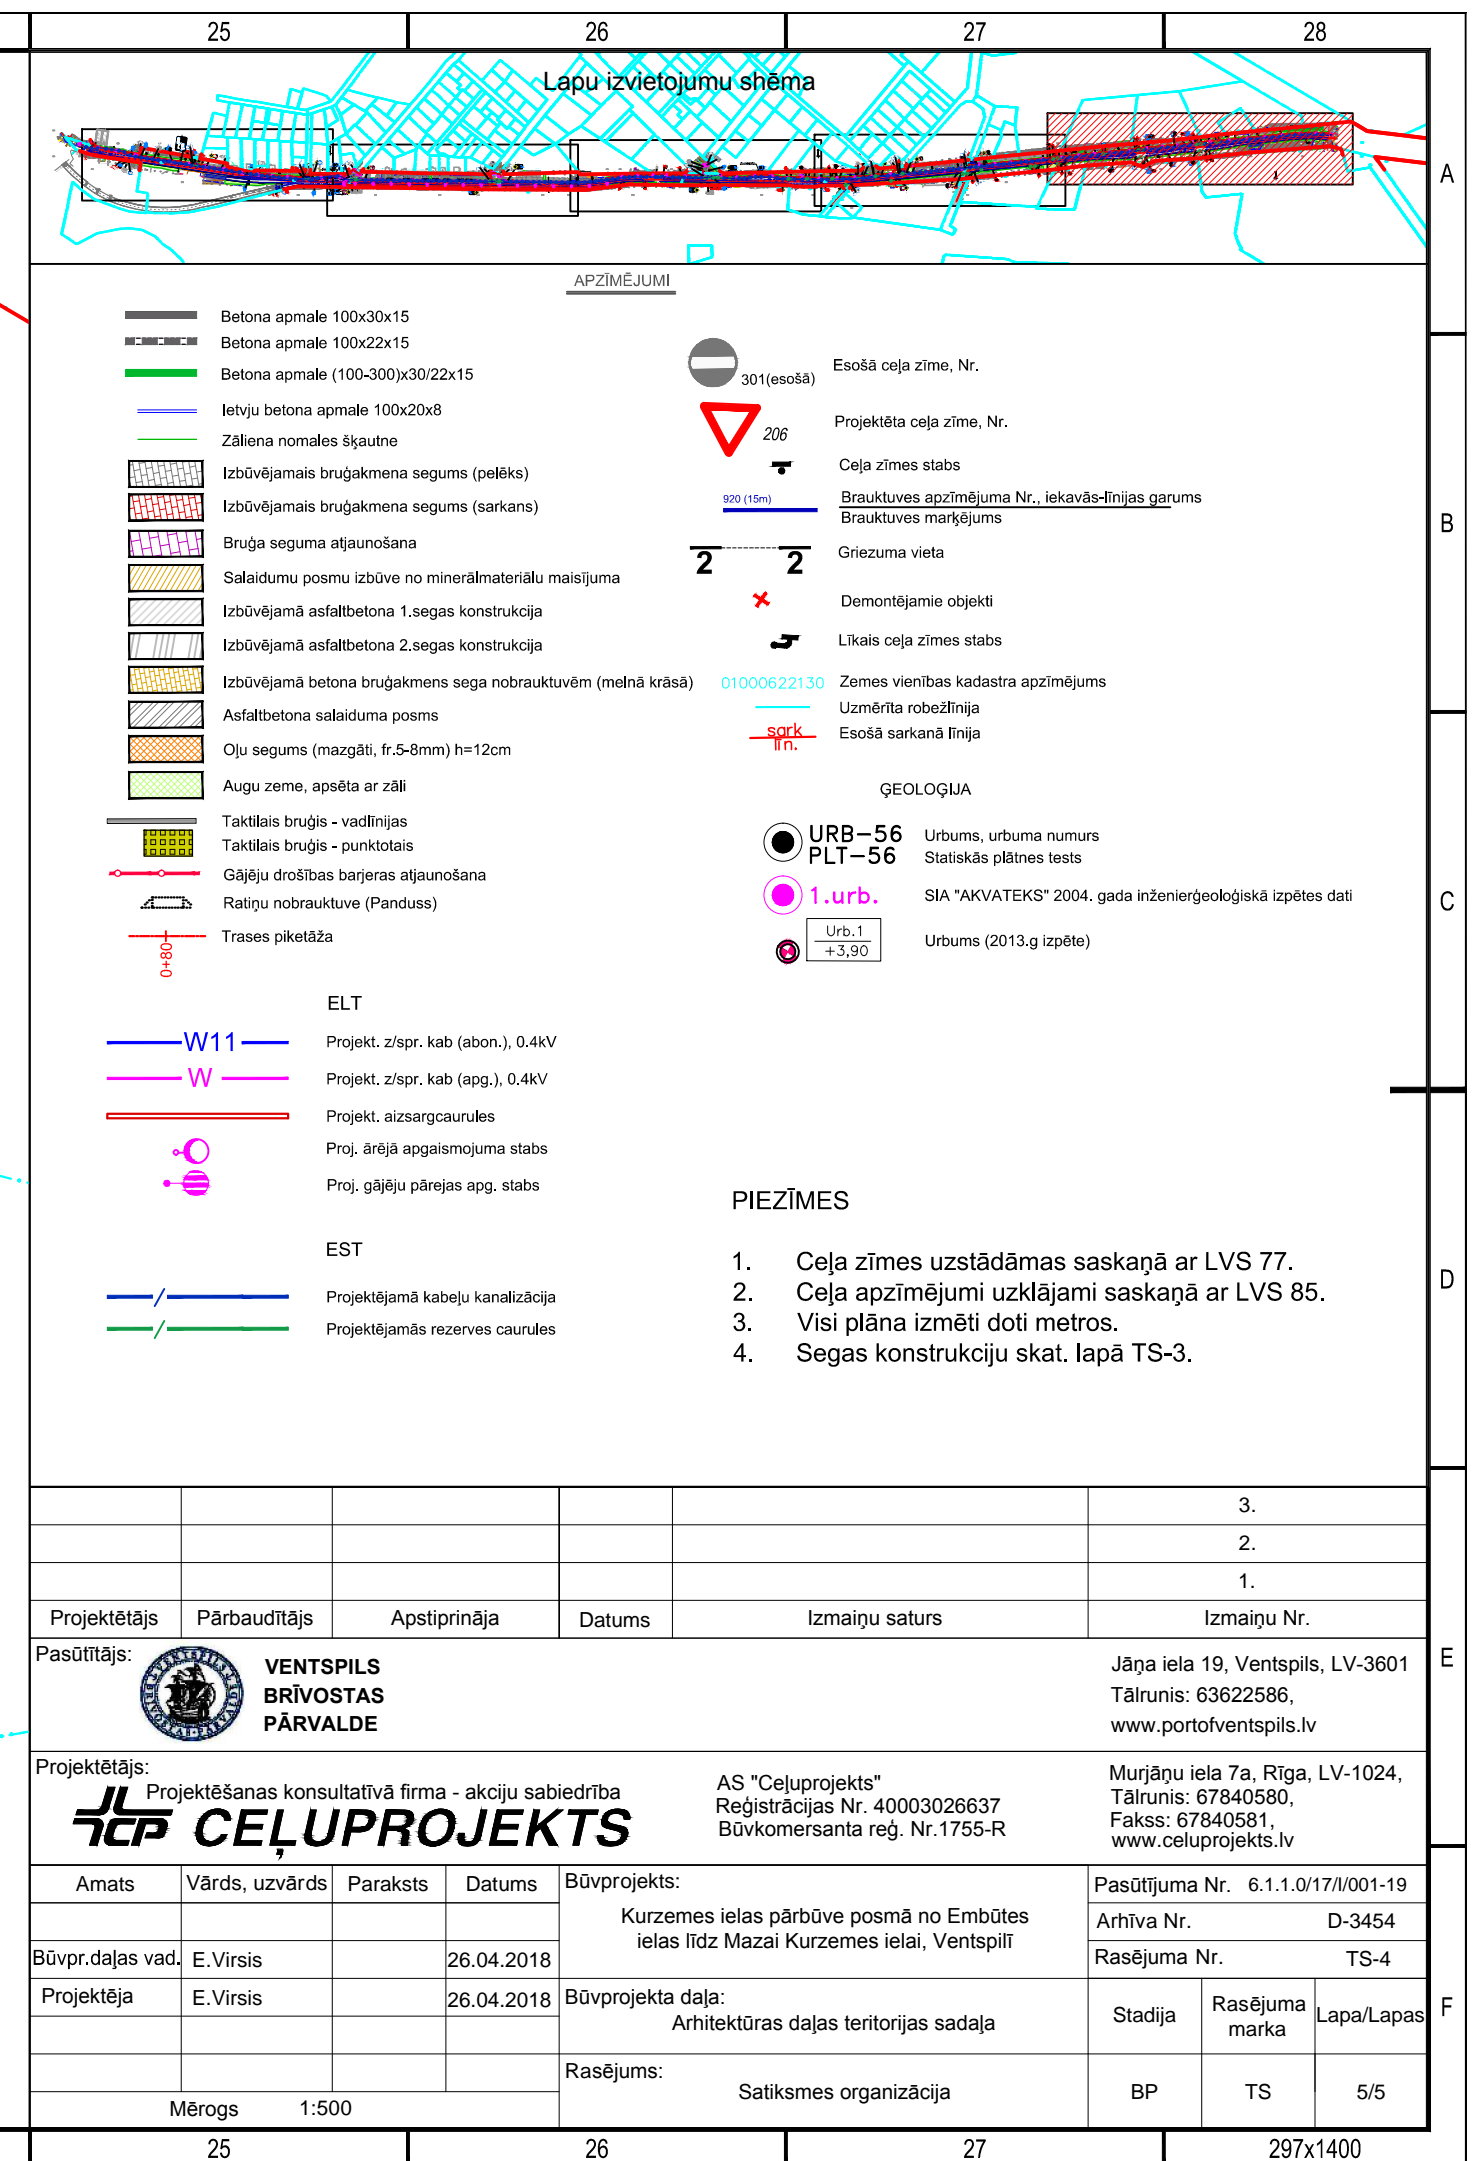 25
26
27
28
Lapu izvietojumu shēma
A
APZĪMĒJUMI
Betona apmale 100x30x15
Betona apmale 100x22x15
Betona apmale (100-300)x30/22x15
Ietvju betona apmale 100x20x8
Zāliena nomales šķautne
Izbūvējamais bruģakmena segums (pelēks)
Izbūvējamais bruģakmena segums (sarkans)
Bruģa seguma atjaunošana
Salaidumu posmu izbūve no minerālmateriālu maisījuma
Izbūvējamā asfaltbetona 1.segas konstrukcija
Izbūvējamā asfaltbetona 2.segas konstrukcija
Izbūvējamā betona bruģakmens sega nobrauktuvēm (melnā krāsā)
Asfaltbetona salaiduma posms
Oļu segums (mazgāti, fr.5-8mm) h=12cm
Augu zeme, apsēta ar zāli
Taktilais bruģis - vadlīnijas
Taktilais bruģis - punktotais
Gājēju drošības barjeras atjaunošana
Ratiņu nobrauktuve (Panduss)
0+80
Trases piketāža
301(esošā)
Esošā ceļa zīme, Nr.
206
Projektēta ceļa zīme, Nr.
Ceļa zīmes stabs
920 (15m)
Brauktuves apzīmējuma Nr., iekavās-līnijas garums
Brauktuves marķējums
2 2
Griezuma vieta
Demontējamie objekti
Līkais ceļa zīmes stabs
01000622130
Zemes vienības kadastra apzīmējums
Uzmērīta robežlīnija
sark
līn.
Esošā sarkanā līnija
B
ĢEOLOĢIJA
URB-56
PLT-56
Urbums, urbuma numurs
Statiskās plātnes tests
1.urb.
SIA "AKVATEKS" 2004. gada inženierģeoloģiskā izpētes dati
Urb.1
+3,90
Urbums (2013.g izpēte)
C
ELT
W11
Projekt. z/spr. kab (abon.), 0.4kV
W
Projekt. z/spr. kab (apg.), 0.4kV
Projekt. aizsargcaurules
Proj. ārējā apgaismojuma stabs
Proj. gājēju pārejas apg. stabs
EST
Projektējamā kabeļu kanalizācija
Projektējamās rezerves caurules
PIEZĪMES
1. Ceļa zīmes uzstādāmas saskaņā ar LVS 77.
2. Ceļa apzīmējumi uzklājami saskaņā ar LVS 85.
3. Visi plāna izmēti doti metros.
4. Segas konstrukciju skat. lapā TS-3.
D
3.
2.
1.
Projektētājs
Pārbaudītājs
Apstiprināja
Datums
Izmaiņu saturs
Izmaiņu Nr.
Pasūtītājs:
VENTSPILS
BRĪVOSTAS
PĀRVALDE
Jāņa iela 19, Ventspils, LV-3601
Tālrunis: 63622586,
www.portofventspils.lv
E
Projektētājs:
Projektēšanas konsultatīvā firma - akciju sabiedrība
TCP CEĻUPROJEKTS
AS "Ceļuprojekts"
Reģistrācijas Nr. 40003026637
Būvkomersanta reģ. Nr.1755-R
Murjāņu iela 7a, Rīga, LV-1024,
Tālrunis: 67840580,
Fakss: 67840581,
www.celuprojekts.lv
Amats
Vārds, uzvārds
Paraksts
Datums
Būvpr.daļas vad.
E.Virsis
26.04.2018
Projektēja
E.Virsis
26.04.2018
Mērogs 1:500
Būvprojekts:
Kurzemes ielas pārbūve posmā no Embūtes
ielas līdz Mazai Kurzemes ielai, Ventspilī
Būvprojekta daļa:
Arhitektūras daļas teritorijas sadaļa
Rasējums:
Satiksmes organizācija
Pasūtījuma Nr. 6.1.1.0/17/I/001-19
Arhīva Nr. D-3454
Rasējuma Nr. TS-4
Stadija
Rasējuma
marka
Lapa/Lapas
BP
TS
5/5
F
25
26
27
297x1400